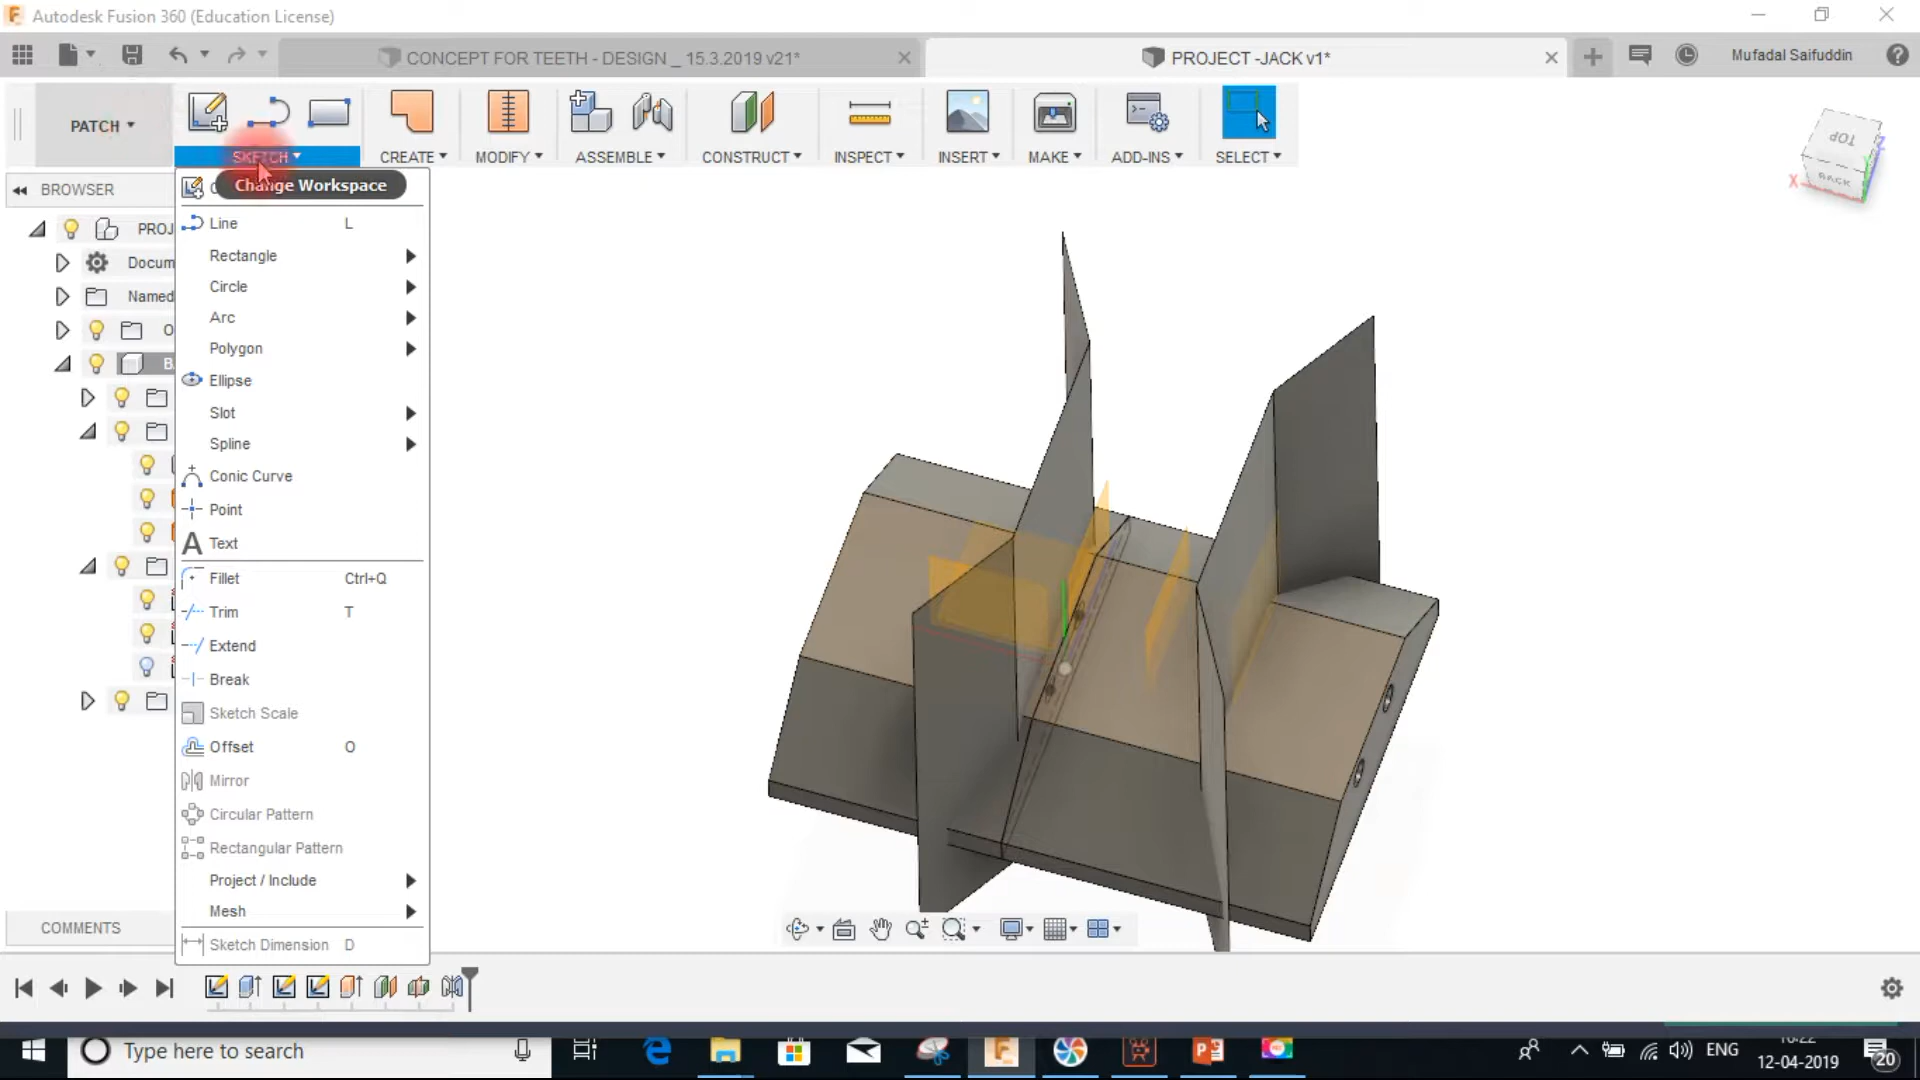 Autodesk Fusion 360 (Education License)
CONCEPT FOR TEETH - DESIGN _ 15.3.2019 v21*
PROJECT -JACK v1*
Mufadal Saifuddin
PATCH
SKETCH
CREATE
MODIFY
ASSEMBLE
CONSTRUCT
INSPECT
INSERT
MAKE
ADD-INS
SELECT
TOP
BACK
X
Z
BROWSER
Change Workspace
PROJ
Docum
Named
O
B
Line L
Rectangle
Circle
Arc
Polygon
Ellipse
Slot
Spline
Conic Curve
Point
Text
Fillet Ctrl+Q
Trim T
Extend
Break
Sketch Scale
Offset O
Mirror
Circular Pattern
Rectangular Pattern
Project / Include
Mesh
Sketch Dimension D
COMMENTS
Type here to search
ENG
12-04-2019
20